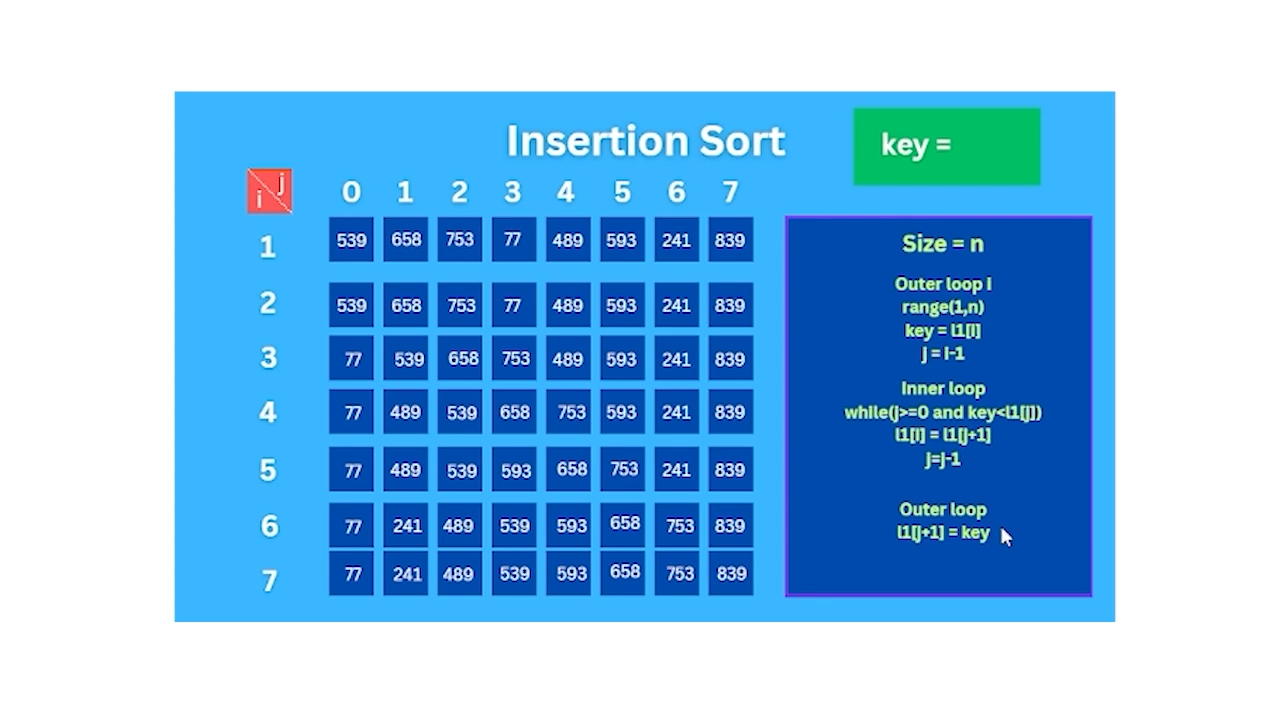 Insertion Sort
key =
j
i
0 1 2 3 4 5 6 7
1 539 658 753 77 489 593 241 839
2 539 658 753 77 489 593 241 839
3 77 539 658 753 489 593 241 839
4 77 489 539 658 753 593 241 839
5 77 489 539 593 658 753 241 839
6 77 241 489 539 593 658 753 839
7 77 241 489 539 593 658 753 839
Size = n
Outer loop i
range(1,n)
key = l1[i]
j = i-1
Inner loop
while(j>=0 and key<l1[j])
l1[i] = l1[j+1]
j=j-1
Outer loop
l1[j+1] = key